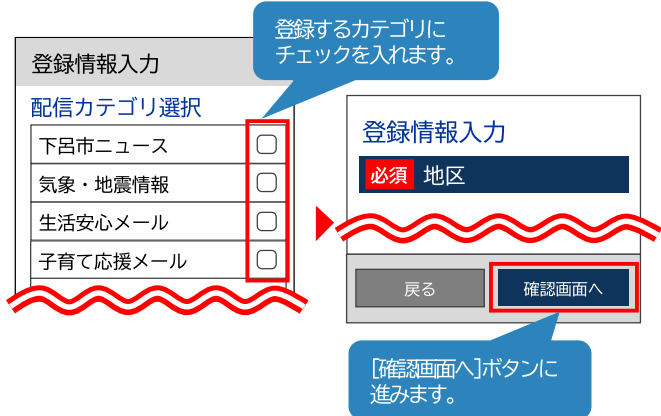 登録するカテゴリに
チェックを入れます。
登録情報入力
配信カテゴリ選択
下呂市ニュース
気象・地震情報
生活安心メール
子育て応援メール
登録情報入力
必須 地区
戻る
確認画面へ
[確認画面へ]ボタンに
進みます。